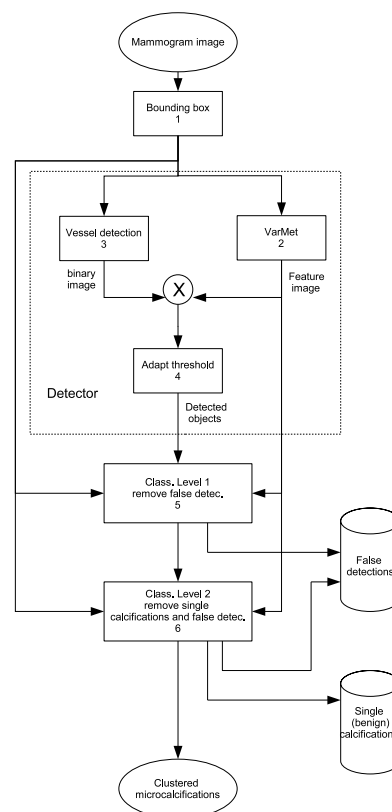 Mammogram image
Bounding box
1
Vessel detection
3
VarMet
2
binary
image
Feature
image
X
Adapt threshold
4
Detector
Detected
objects
Class. Level 1
remove false detec.
5
Class. Level 2
remove single
calcifications and false detec.
6
False
detections
Single
(benign)
calcification
Clustered
microcalcifications